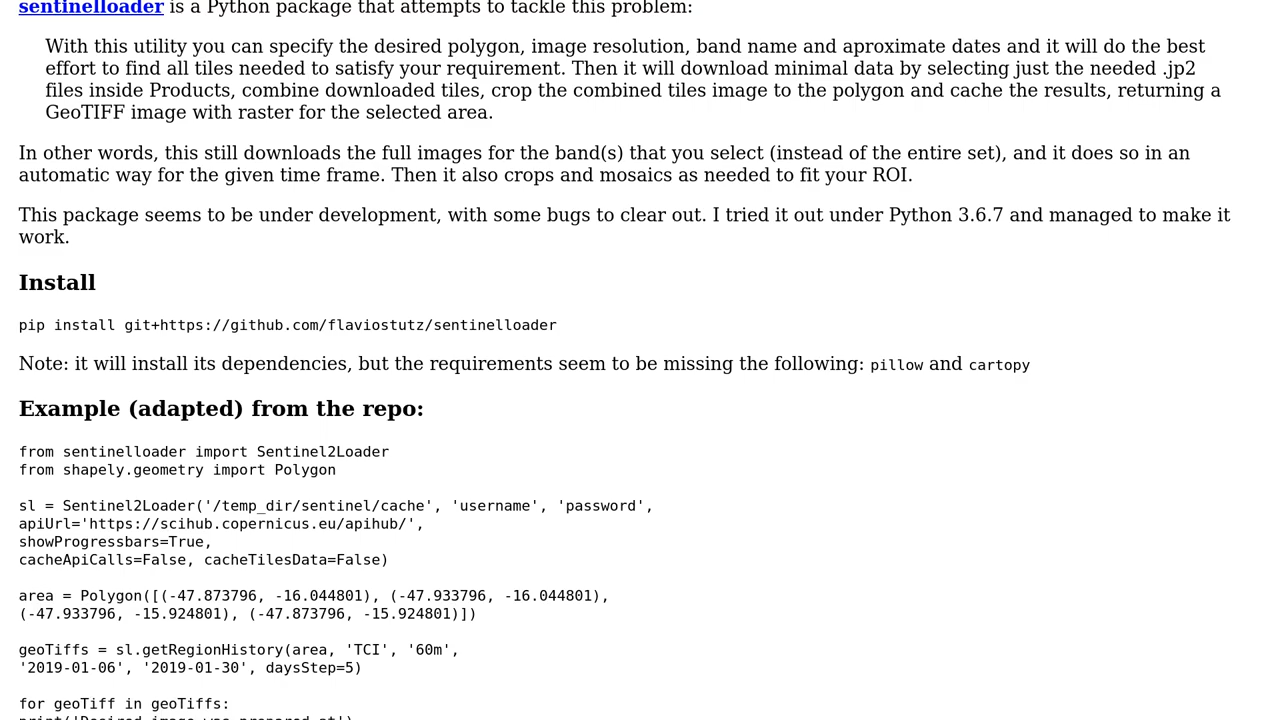 sentinelloader is a Python package that attempts to tackle this problem:
With this utility you can specify the desired polygon, image resolution, band name and aproximate dates and it will do the best
effort to find all tiles needed to satisfy your requirement. Then it will download minimal data by selecting just the needed .jp2
files inside Products, combine downloaded tiles, crop the combined tiles image to the polygon and cache the results, returning a
GeoTIFF image with raster for the selected area.
In other words, this still downloads the full images for the band(s) that you select (instead of the entire set), and it does so in an
automatic way for the given time frame. Then it also crops and mosaics as needed to fit your ROI.
This package seems to be under development, with some bugs to clear out. I tried it out under Python 3.6.7 and managed to make it
work.
Install
pip install git+https://github.com/flaviostutz/sentinelloader
Note: it will install its dependencies, but the requirements seem to be missing the following: pillow and cartopy
Example (adapted) from the repo:
from sentinelloader import Sentinel2Loader
from shapely.geometry import Polygon
sl = Sentinel2Loader('/temp_dir/sentinel/cache', 'username', 'password',
apiUrl='https://scihub.copernicus.eu/apihub/',
showProgressbars=True,
cacheApiCalls=False, cacheTilesData=False)
area = Polygon([(-47.873796, -16.044801), (-47.933796, -16.044801),
(-47.933796, -15.924801), (-47.873796, -15.924801)])
geoTiffs = sl.getRegionHistory(area, 'TCI', '60m',
'2019-01-06', '2019-01-30', daysStep=5)
for geoTiff in geoTiffs:
print('Desired image was prepared at')